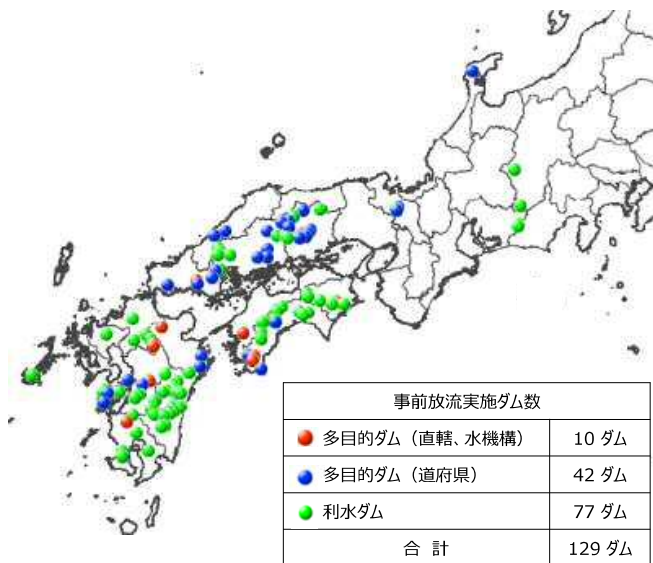 事前放流実施ダム数
多目的ダム（直轄、水機構） 10 ダム
多目的ダム（道府県） 42 ダム
利水ダム 77 ダム
合 計 129 ダム